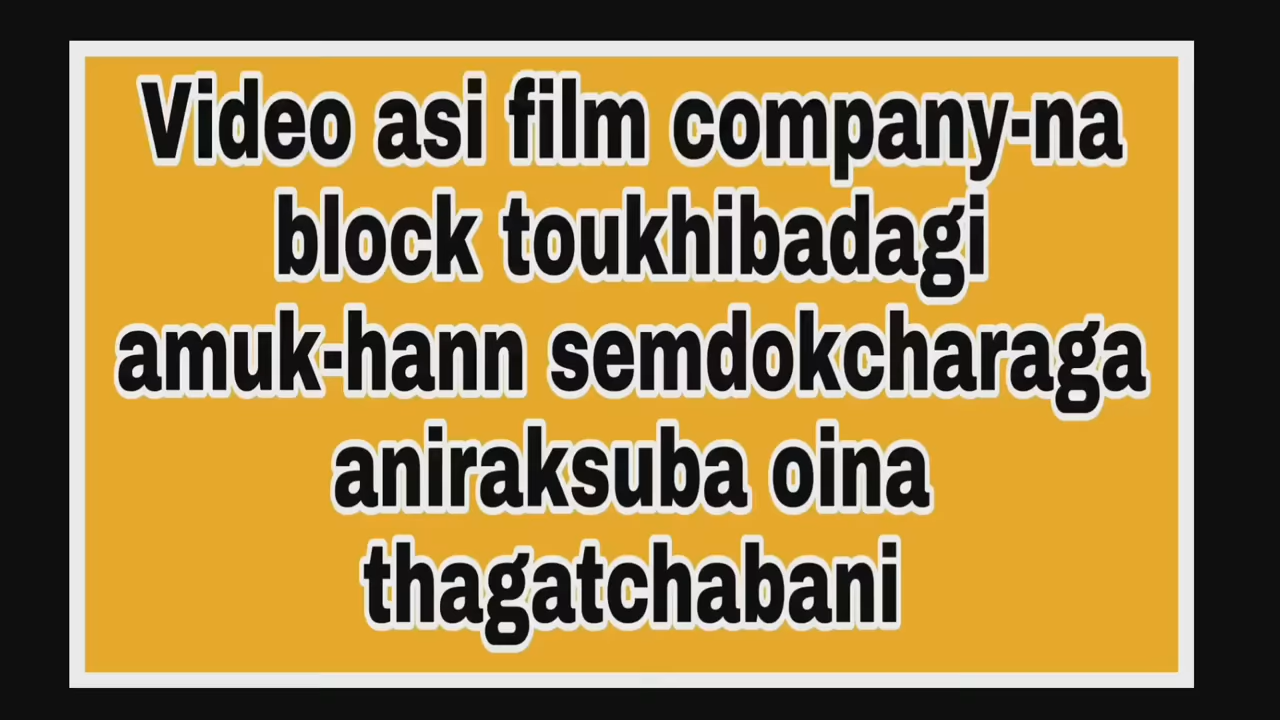 Video asi film company-na
block toukhibadagi
amuk-hann semdokcharaga
aniraksuba oina
thagatchabani